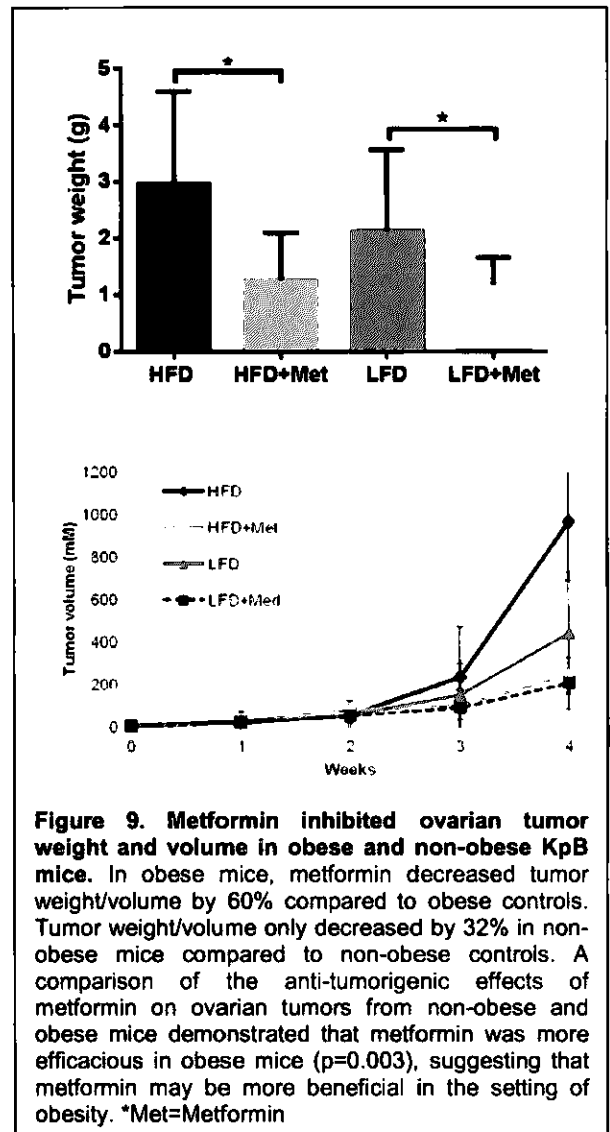 *
*
5
4
3
2
1
0
Tumor weight (g)
HFD HFD+Met LFD LFD+Met
1200
1000
800
600
400
200
0
Tumor volume (mM)
HFD
HFD+Met
LFD
LFD+Med
0 1 2 3 4
Weeks
Figure 9. Metformin inhibited ovarian tumor
weight and volume in obese and non-obese KpB
mice. In obese mice, metformin decreased tumor
weight/volume by 60% compared to obese controls.
Tumor weight/volume only decreased by 32% in non-
obese mice compared to non-obese controls. A
comparison of the anti-tumorigenic effects of
metformin on ovarian tumors from non-obese and
obese mice demonstrated that metformin was more
efficacious in obese mice (p=0.003), suggesting that
metformin may be more beneficial in the setting of
obesity. *Met=Metformin